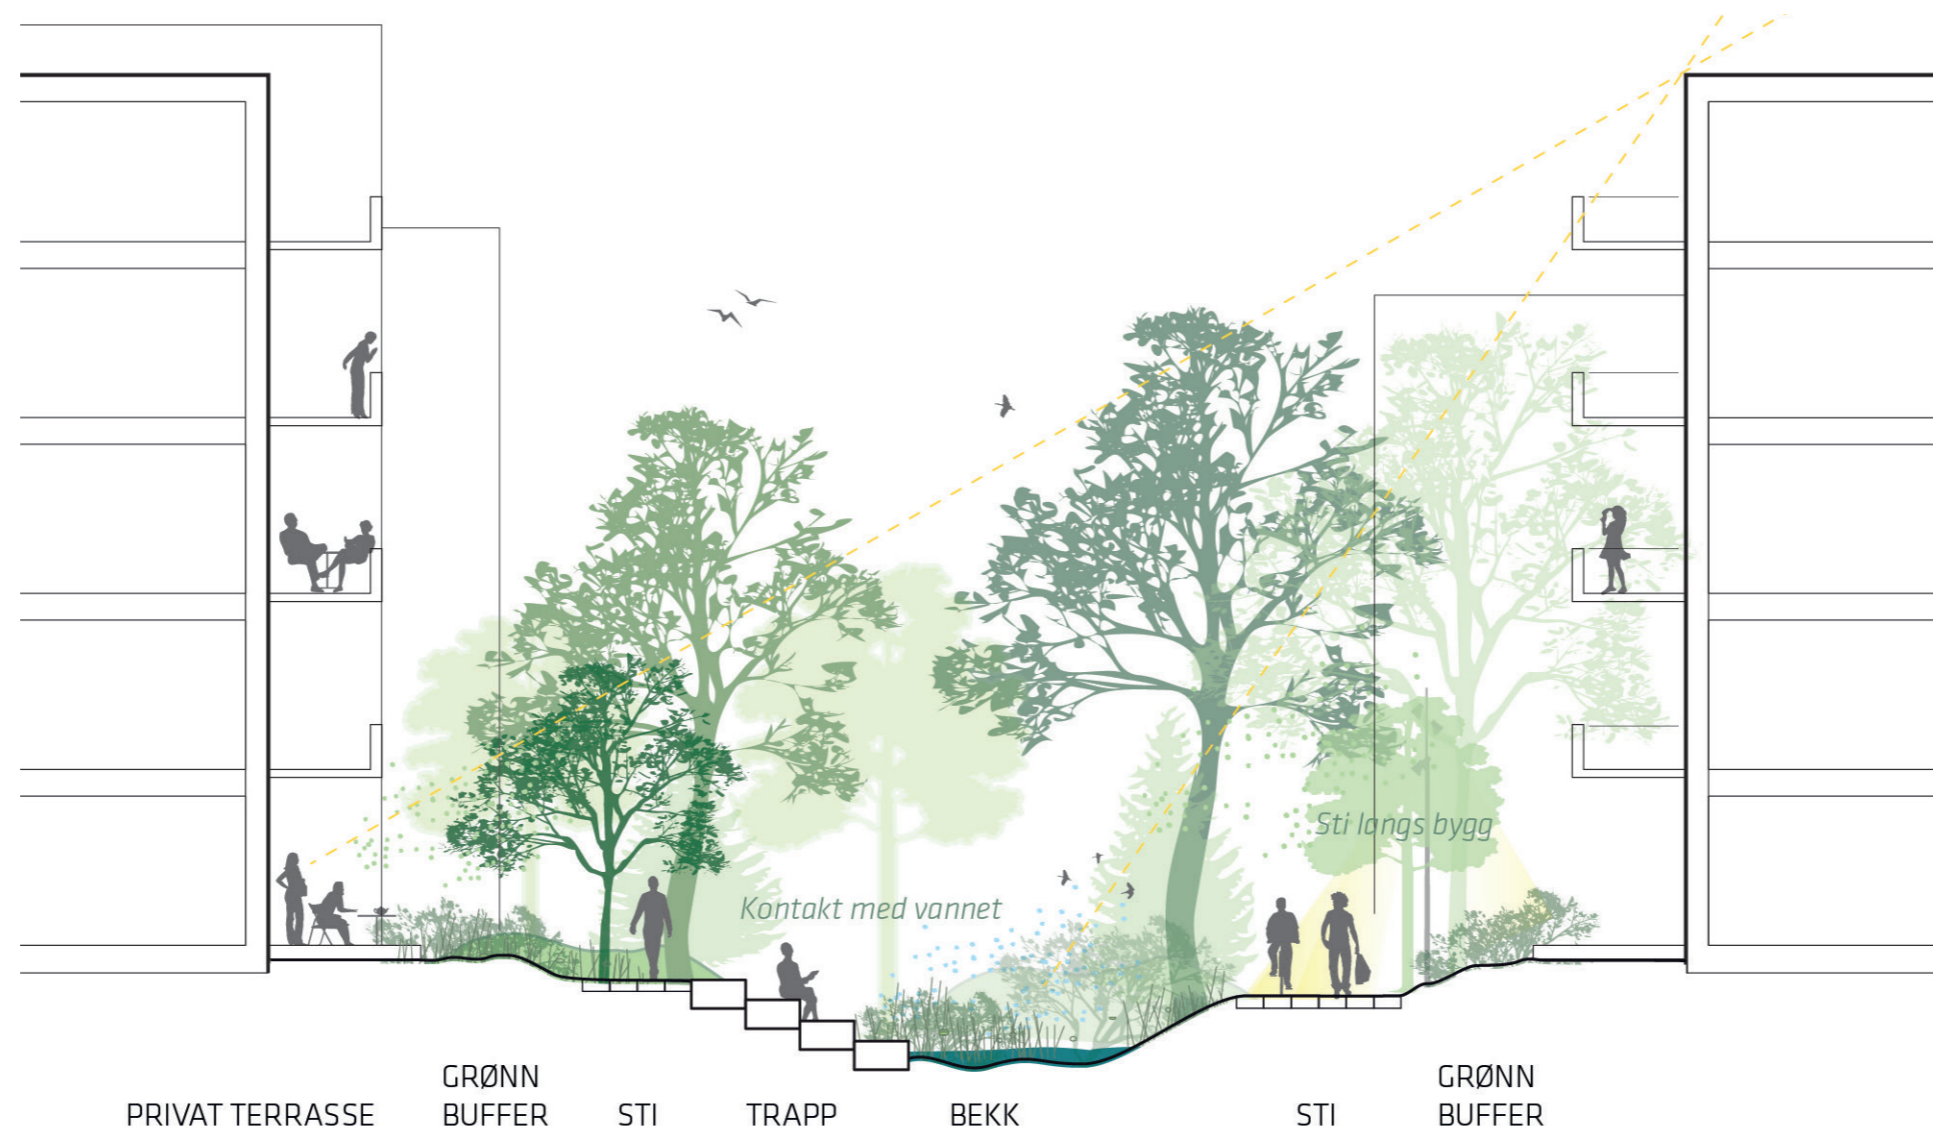 Sti langs bygg
Kontakt med vannet
PRIVAT TERRASSE
GRØNN
BUFFER
STI
TRAPP
BEKK
STI
GRØNN
BUFFER